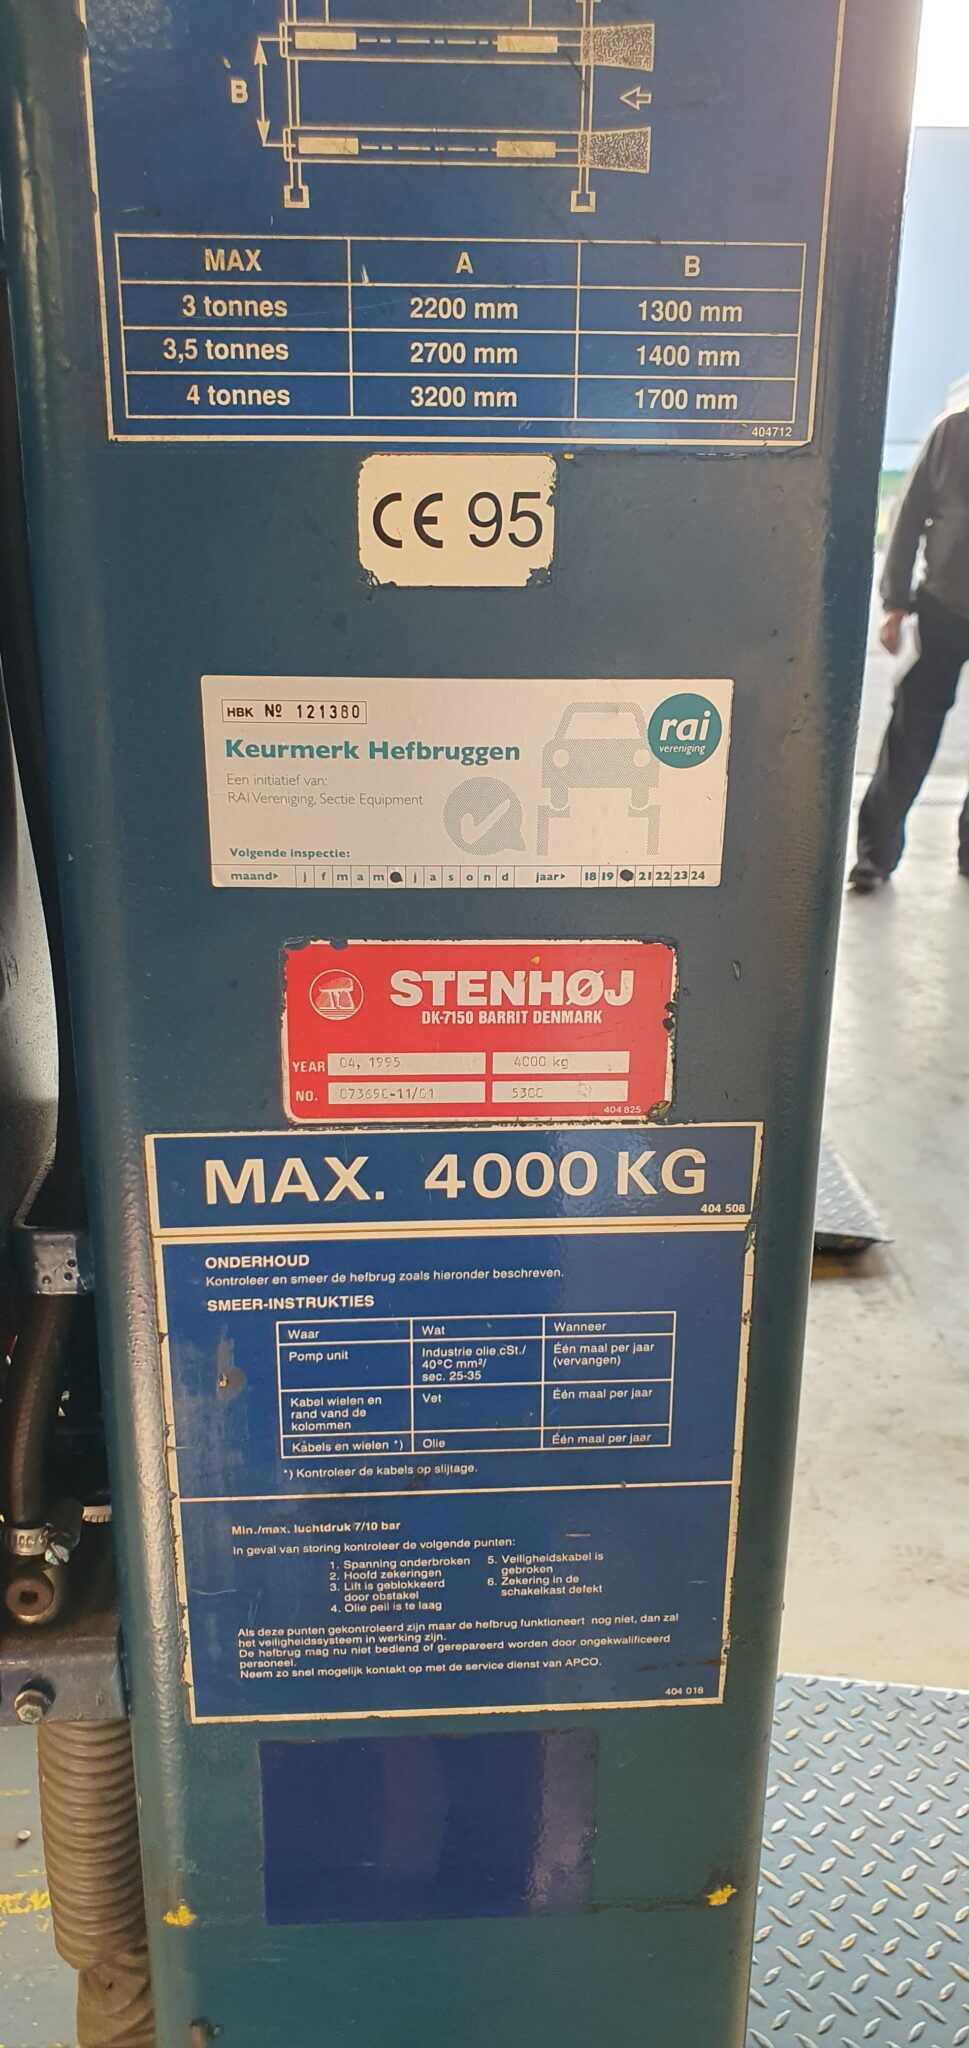 B
MAX A B
3 tonnes 2200 mm 1300 mm
3,5 tonnes 2700 mm 1400 mm
4 tonnes 3200 mm 1700 mm
404712
CE 95
HBK Nº 121380
rai
vereniging
Keurmerk Hefbruggen
Een initiatief van:
RAI Vereniging, Sectie Equipment
Volgende inspectie:
maand j f m a m j a s o n d jaar 18 19 21 22 23 24
STENHØJ
DK-7150 BARRIT DENMARK
YEAR 04, 1995 4000 kg
NO. 073690-11/01 5300
404 825
MAX. 4000 KG
404 508
ONDERHOUD
Kontroleer en smeer de hefbrug zoals hieronder beschreven.
SMEER-INSTRUKTIES
Waar Wat Wanneer
Pomp unit Industrie olie.cSt./ Één maal per jaar
40°C mm²/ (vervangen)
sec. 25-35
Kabel wielen en Vet Één maal per jaar
rand vand de
kolommen
Kabels en wielen *) Olie Één maal per jaar
*) Kontroleer de kabels op slijtage.
Min./max. luchtdruk 7/10 bar
In geval van storing kontroleer de volgende punten:
1. Spanning onderbroken 5. Veiligheidskabel is
2. Hoofd zekeringen gebroken
3. Lift is geblokkeerd 6. Zekering in de
door obstakel schakelkast defekt
4. Olie peil is te laag
Als deze punten gekontroleerd zijn maar de hefbrug funktioneert nog niet, dan zal
het veiligheidssysteem in werking zijn.
De hefbrug mag nu niet bediend of gerepareerd worden door ongekwalificeerd
personeel.
Neem zo snel mogelijk kontakt op met de service dienst van APCO.
404 018